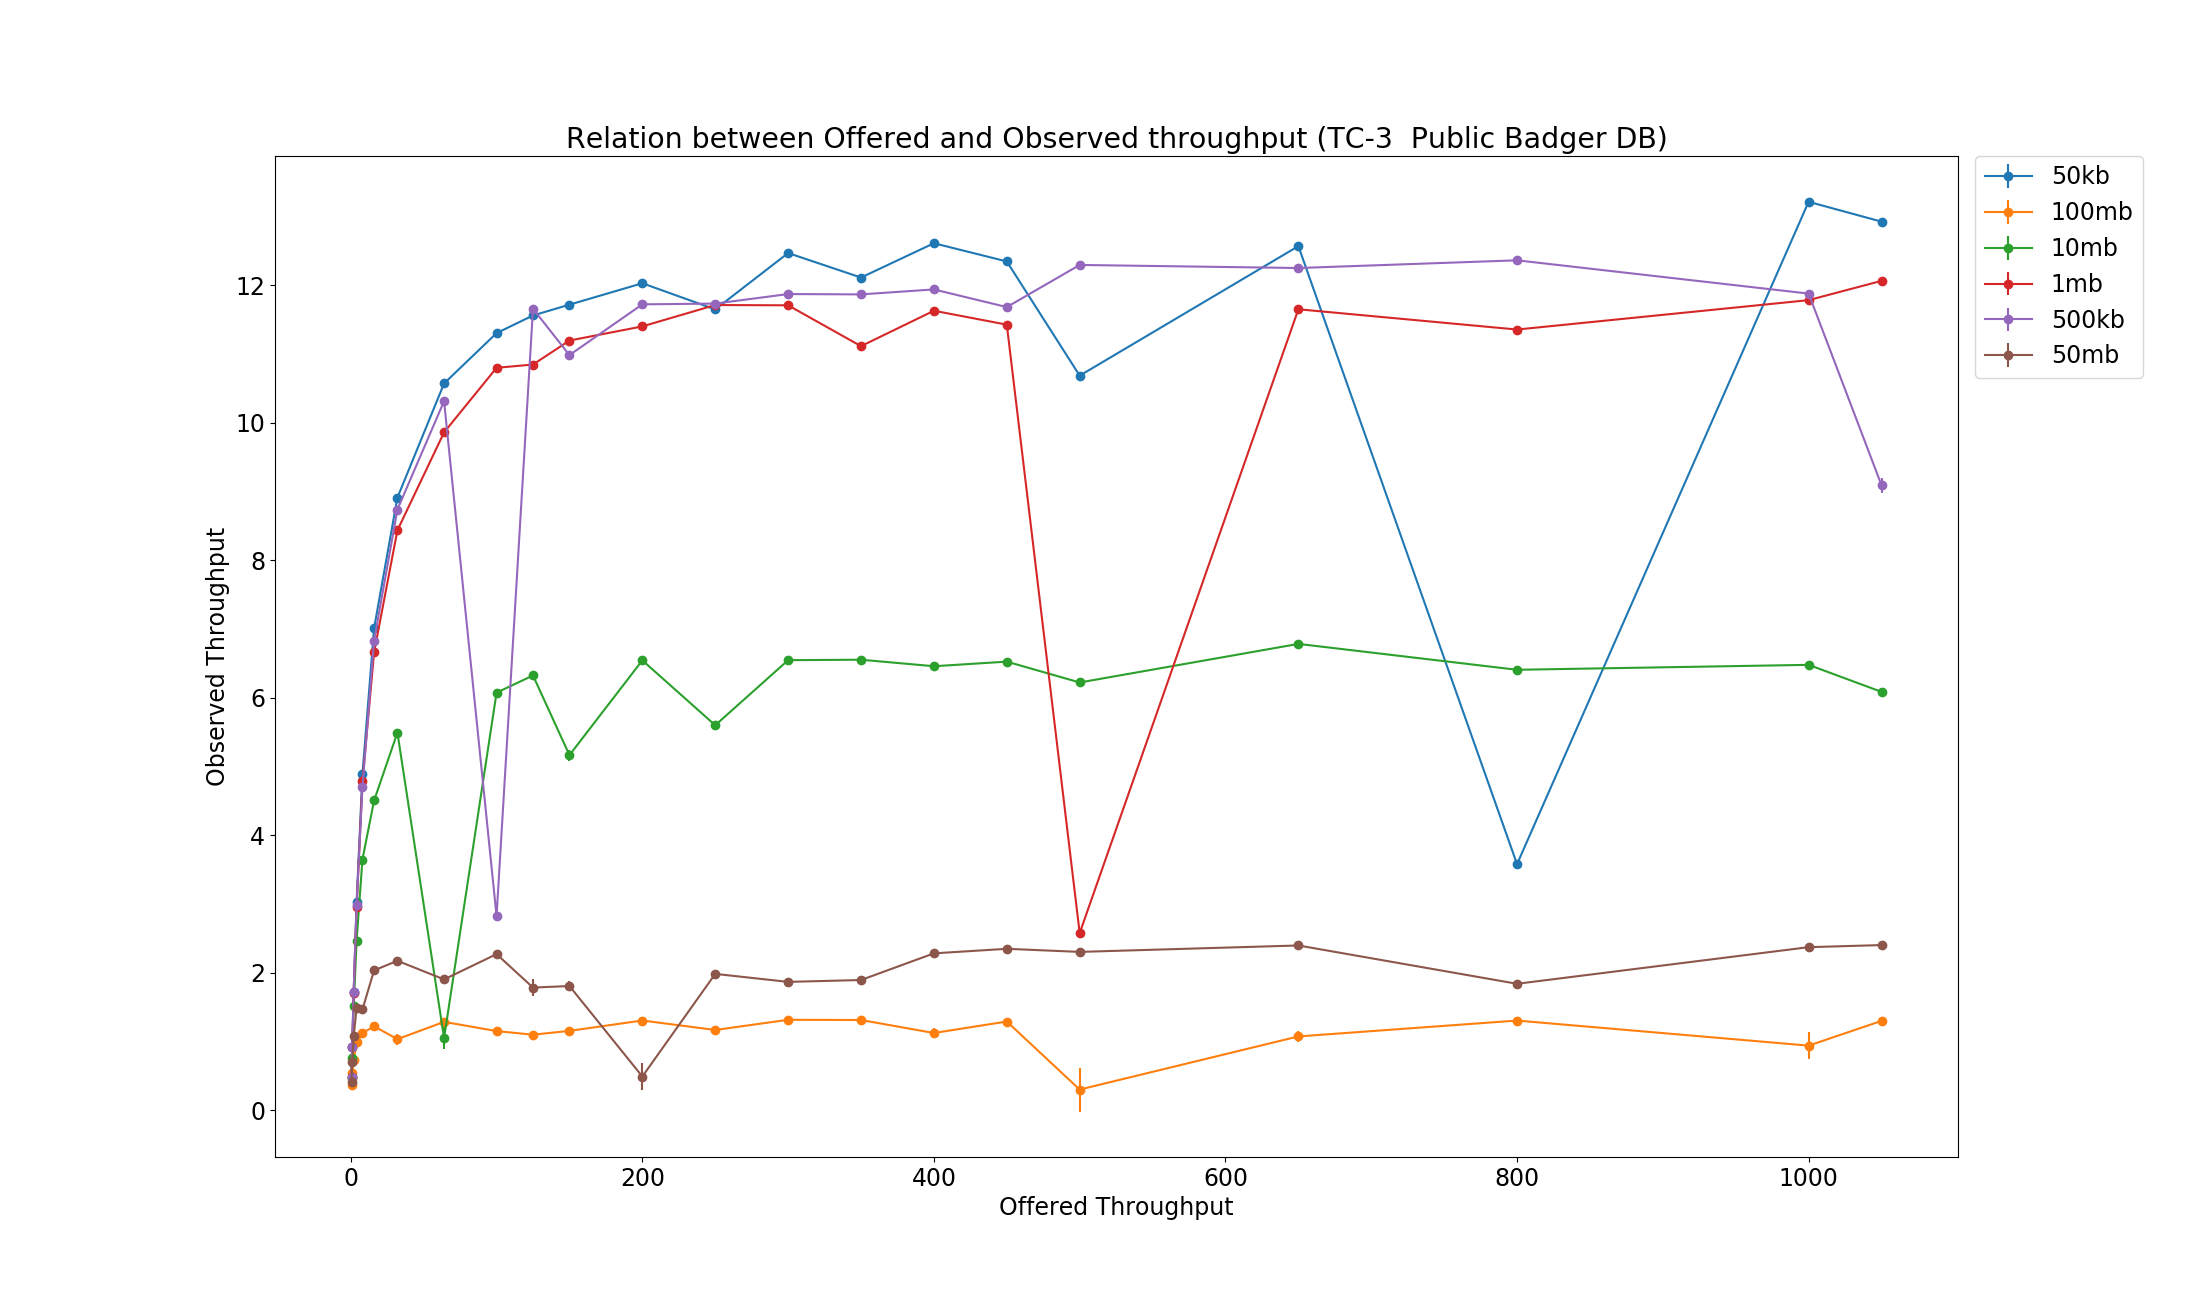 Relation between Offered and Observed throughput (TC-3  Public Badger DB)
50kb
100mb
10mb
1mb
500kb
50mb
Observed Throughput
12
10
8
6
4
2
0
0 200 400 600 800 1000
Offered Throughput